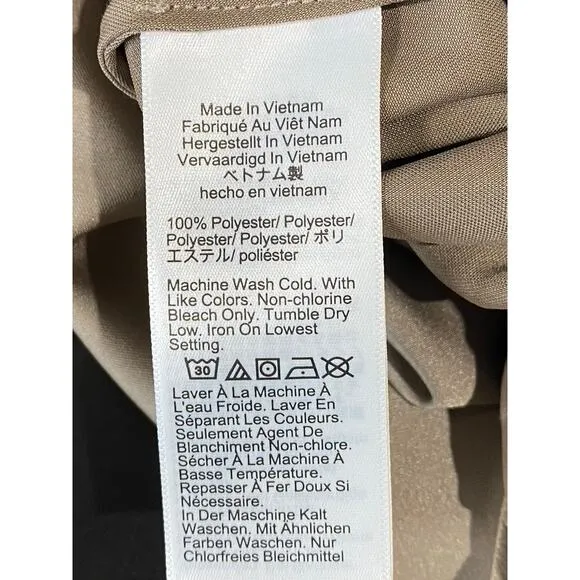 Made In Vietnam
Fabriqué Au Viêt Nam
Hergestellt In Vietnam
Vervaardigd In Vietnam
ベトナム製
hecho en vietnam
100% Polyester/ Polyester/
Polyester/ Polyester/ ポリ
エステル/ poliéster
Machine Wash Cold. With
Like Colors. Non-chlorine
Bleach Only. Tumble Dry
Low. Iron On Lowest
Setting.
30
Laver À La Machine À
L'eau Froide. Laver En
Séparant Les Couleurs.
Seulement Agent De
Blanchiment Non-chlore.
Sécher À La Machine À
Basse Température.
Repasser À Fer Doux Si
Nécessaire.
In Der Maschine Kalt
Waschen. Mit Ähnlichen
Farben Waschen. Nur
Chlorfreies Bleichmittel